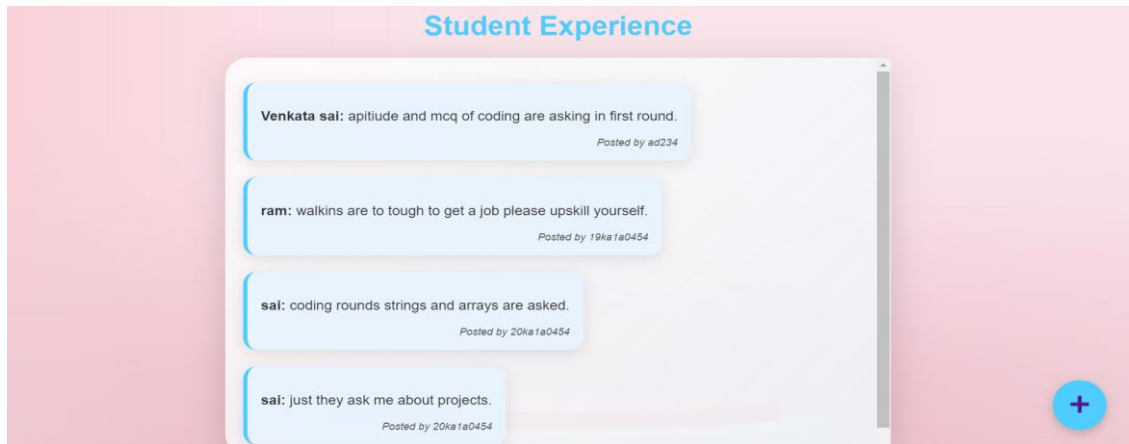 Student Experience
Venkata sai: apitiude and mcq of coding are asking in first round.
Posted by ad234
ram: walkins are to tough to get a job please upskill yourself.
Posted by 19ka1a0454
sai: coding rounds strings and arrays are asked.
Posted by 20ka1a0454
sai: just they ask me about projects.
Posted by 20ka1a0454
+